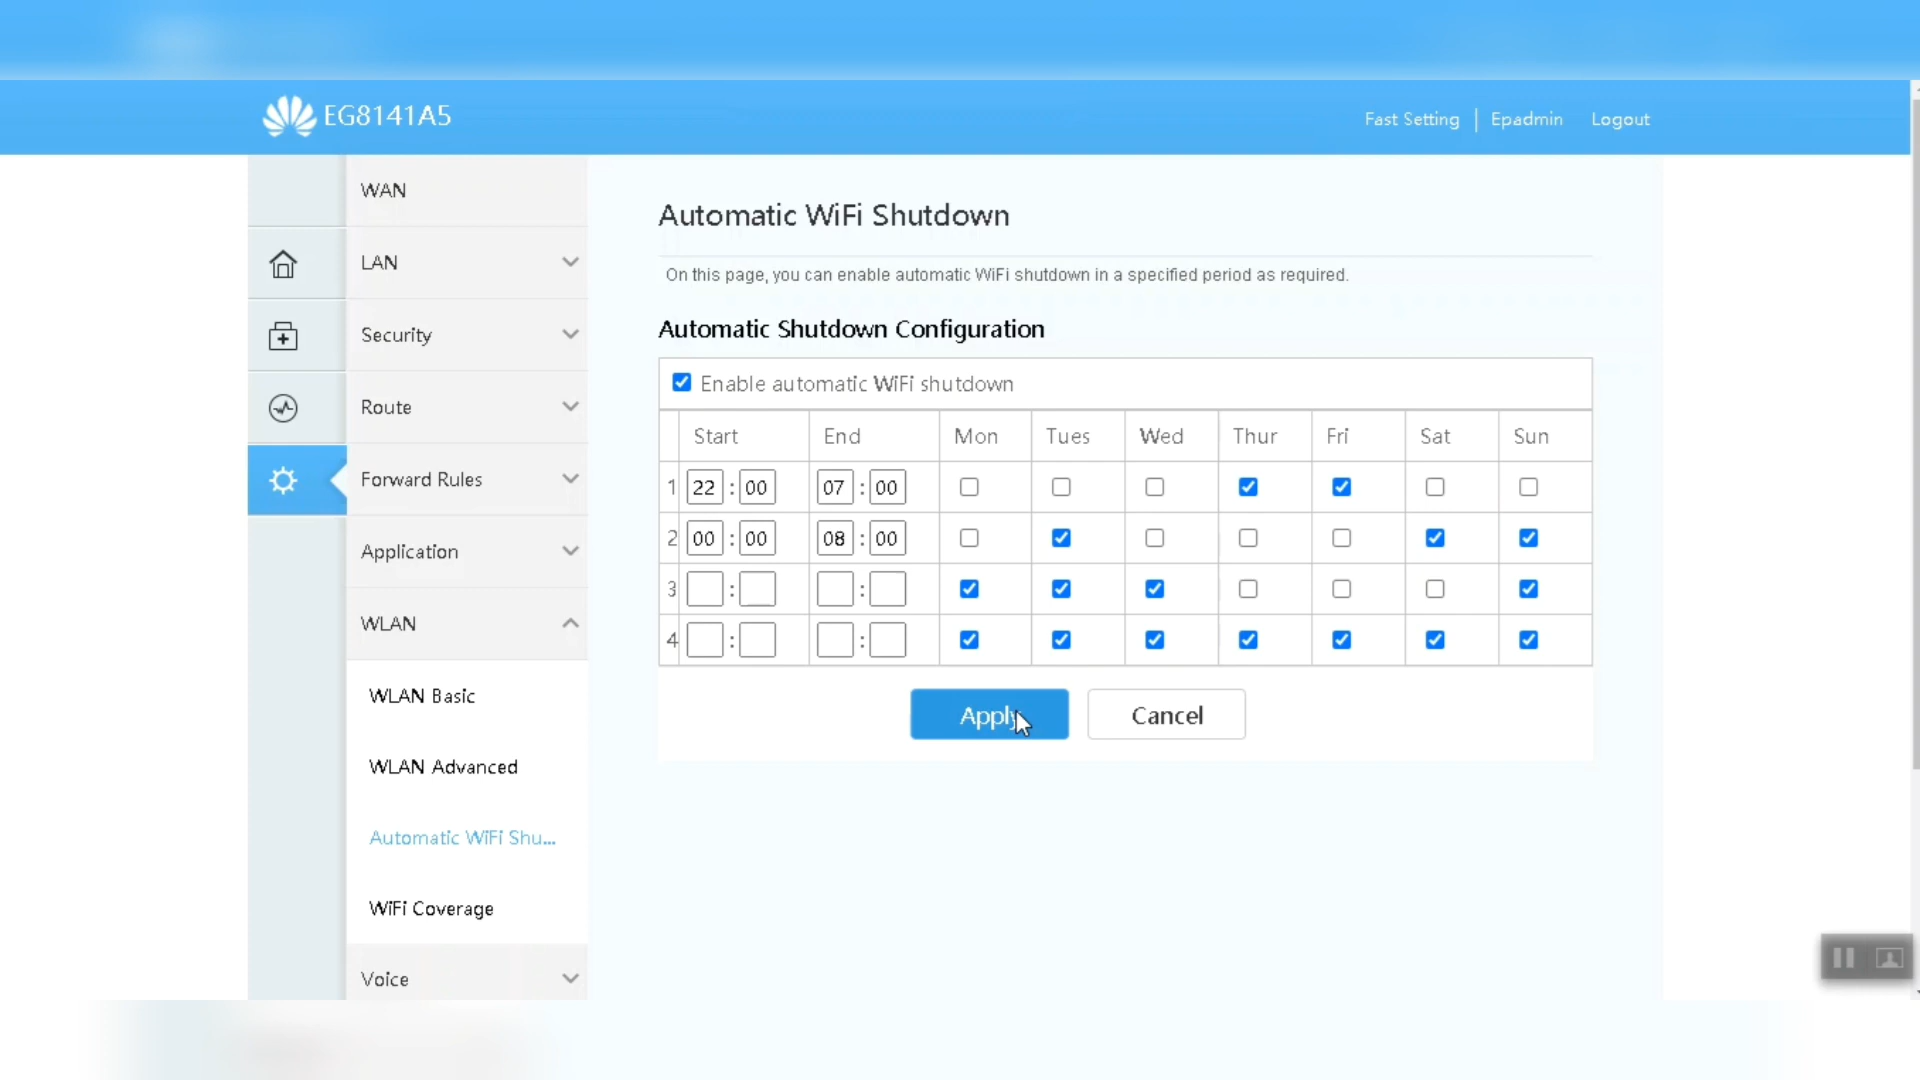 EG8141A5
Fast Setting | Epadmin Logout
WAN
LAN
Security
Route
Forward Rules
Application
WLAN
WLAN Basic
WLAN Advanced
Automatic WiFi Shu...
WiFi Coverage
Voice
Automatic WiFi Shutdown
On this page, you can enable automatic WiFi shutdown in a specified period as required.
Automatic Shutdown Configuration
Enable automatic WiFi shutdown
Start End Mon Tues Wed Thur Fri Sat Sun
1 22 : 00 07 : 00
2 00 : 00 08 : 00
3 : :
4 : :
Apply Cancel